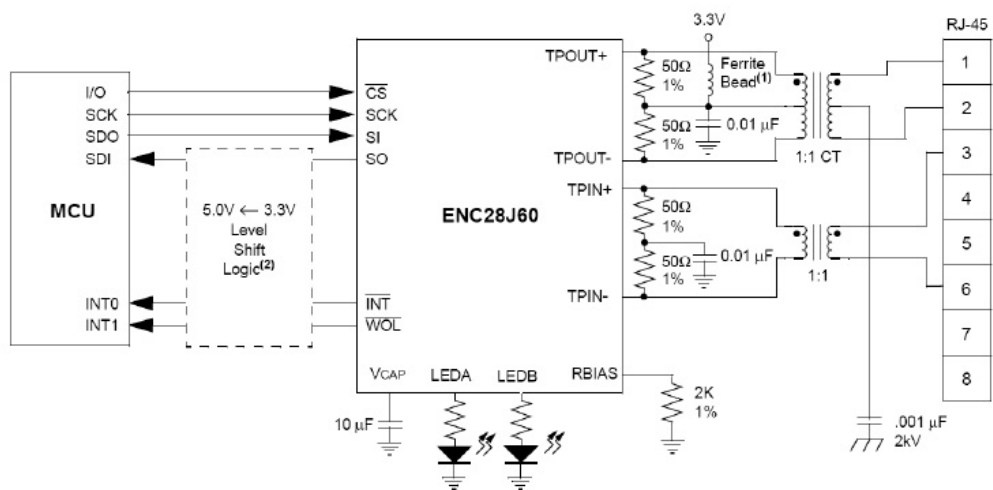 MCU
I/O
SCK
SDO
SDI
INT0
INT1
5.0V ← 3.3V
Level
Shift
Logic(2)
ENC28J60
CS
SCK
SI
SO
INT
WOL
VCAP
LEDA
LEDB
RBIAS
TPOUT+
TPOUT-
TPIN+
TPIN-
10 µF
2K
1%
50Ω
1%
50Ω
1%
3.3V
Ferrite
Bead(1)
0.01 µF
1:1 CT
50Ω
1%
50Ω
1%
0.01 µF
1:1
RJ-45
1
2
3
4
5
6
7
8
.001 µF
2kV